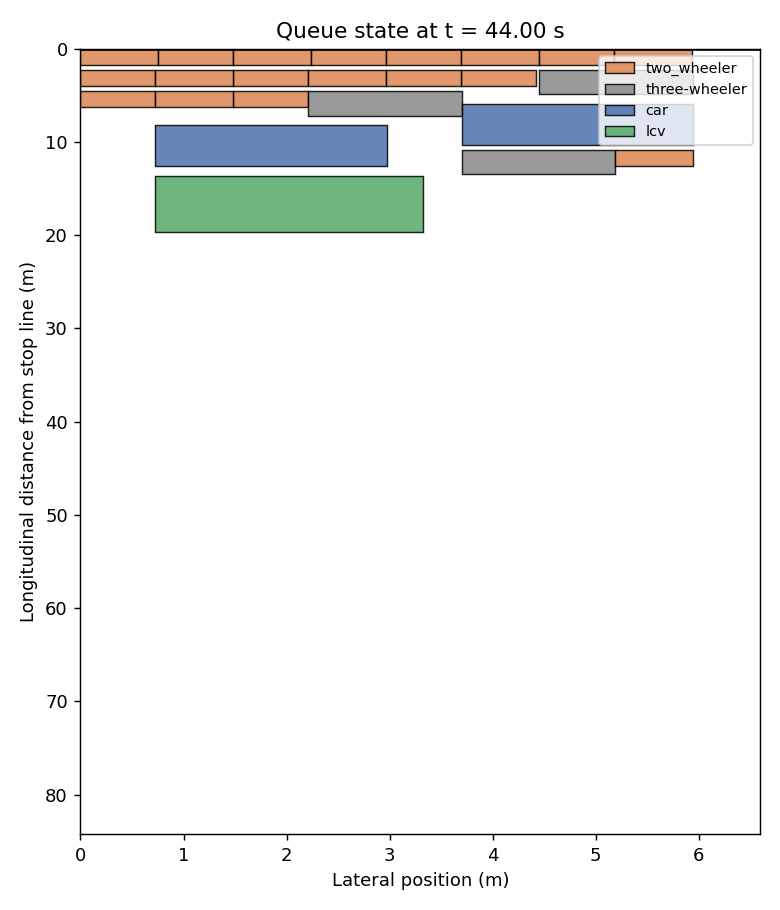 Queue state at t = 44.00 s
two_wheeler
three-wheeler
car
lcv
0
10
20
30
40
50
60
70
80
Longitudinal distance from stop line (m)
0 1 2 3 4 5 6
Lateral position (m)